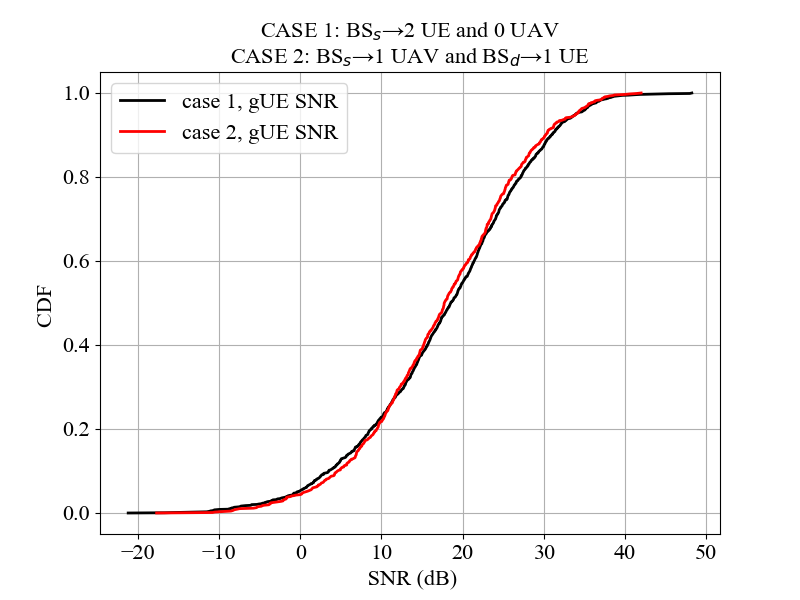 CASE 1: BSₛ→2 UE and 0 UAV
CASE 2: BSₛ→1 UAV and BS_d→1 UE
case 1, gUE SNR
case 2, gUE SNR
CDF
1.0
0.8
0.6
0.4
0.2
0.0
−20 −10 0 10 20 30 40 50
SNR (dB)